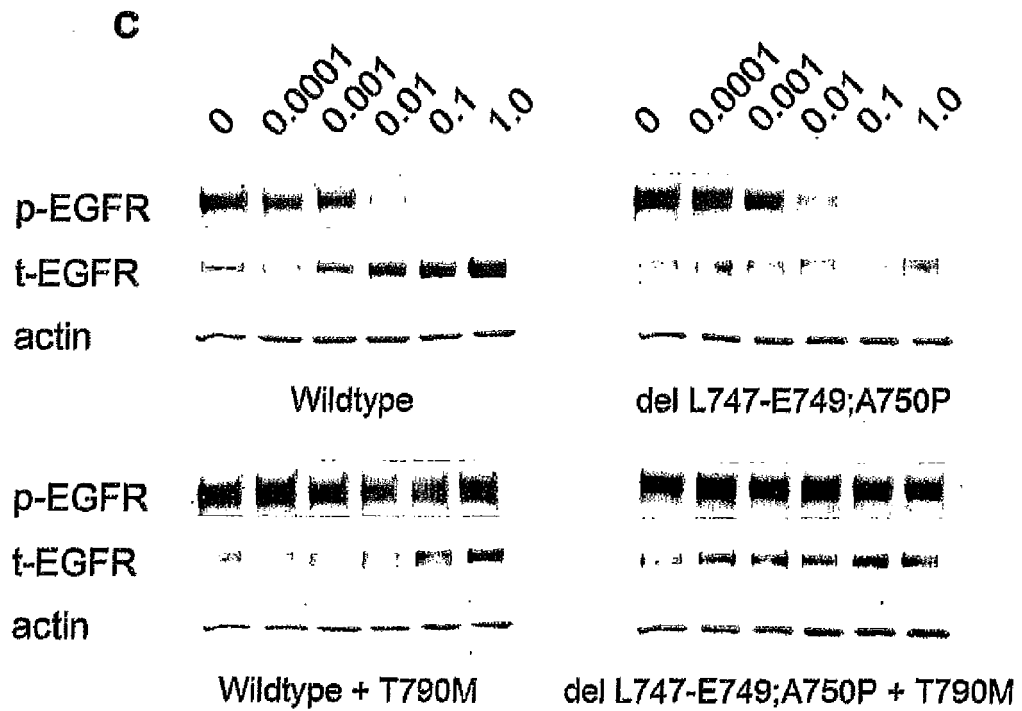 c
0 0.0001 0.001 0.01 0.1 1.0 0 0.0001 0.001 0.01 0.1 1.0
p-EGFR
t-EGFR
actin
Wildtype del L747-E749;A750P
p-EGFR
t-EGFR
actin
Wildtype + T790M del L747-E749;A750P + T790M